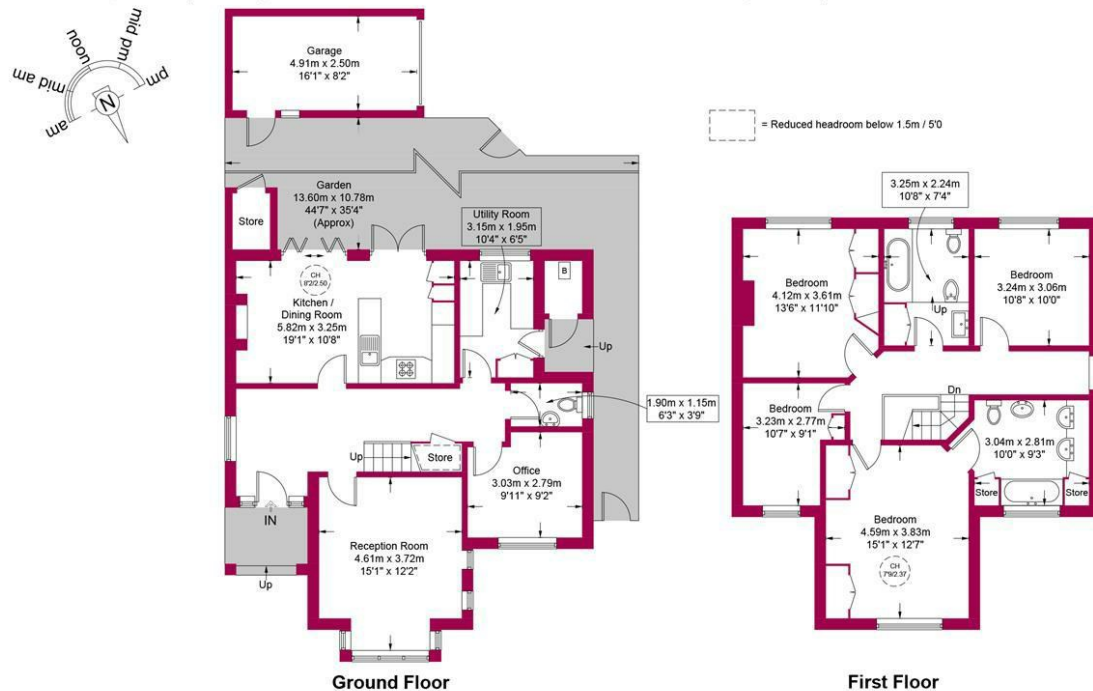 am
mid am
noon
mid pm
pm
N
Garage
4.91m x 2.50m
16'1" x 8'2"
= Reduced headroom below 1.5m / 5'0
Garden
13.60m x 10.78m
44'7" x 35'4"
(Approx)
Store
Utility Room
3.15m x 1.95m
10'4" x 6'5"
B
CH
8'2/2.50
Kitchen /
Dining Room
5.82m x 3.25m
19'1" x 10'8"
Up
1.90m x 1.15m
6'3" x 3'9"
Up
Store
Office
3.03m x 2.79m
9'11" x 9'2"
IN
Up
Reception Room
4.61m x 3.72m
15'1" x 12'2"
Ground Floor
3.25m x 2.24m
10'8" x 7'4"
Bedroom
4.12m x 3.61m
13'6" x 11'10"
Up
Bedroom
3.24m x 3.06m
10'8" x 10'0"
Dn
Bedroom
3.23m x 2.77m
10'7" x 9'1"
3.04m x 2.81m
10'0" x 9'3"
Store
Store
Bedroom
4.59m x 3.83m
15'1" x 12'7"
CH
7'9/2.37
First Floor